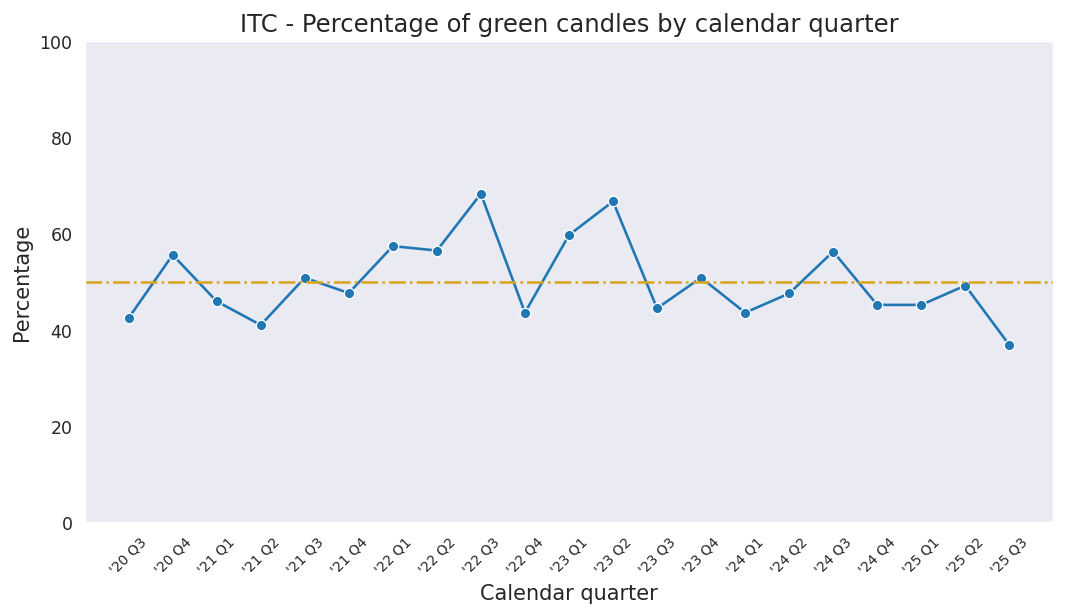 ITC - Percentage of green candles by calendar quarter
Percentage
100
80
60
40
20
0
'20 Q3
'20 Q4
'21 Q1
'21 Q2
'21 Q3
'21 Q4
'22 Q1
'22 Q2
'22 Q3
'22 Q4
'23 Q1
'23 Q2
'23 Q3
'23 Q4
'24 Q1
'24 Q2
'24 Q3
'24 Q4
'25 Q1
'25 Q2
'25 Q3
Calendar quarter